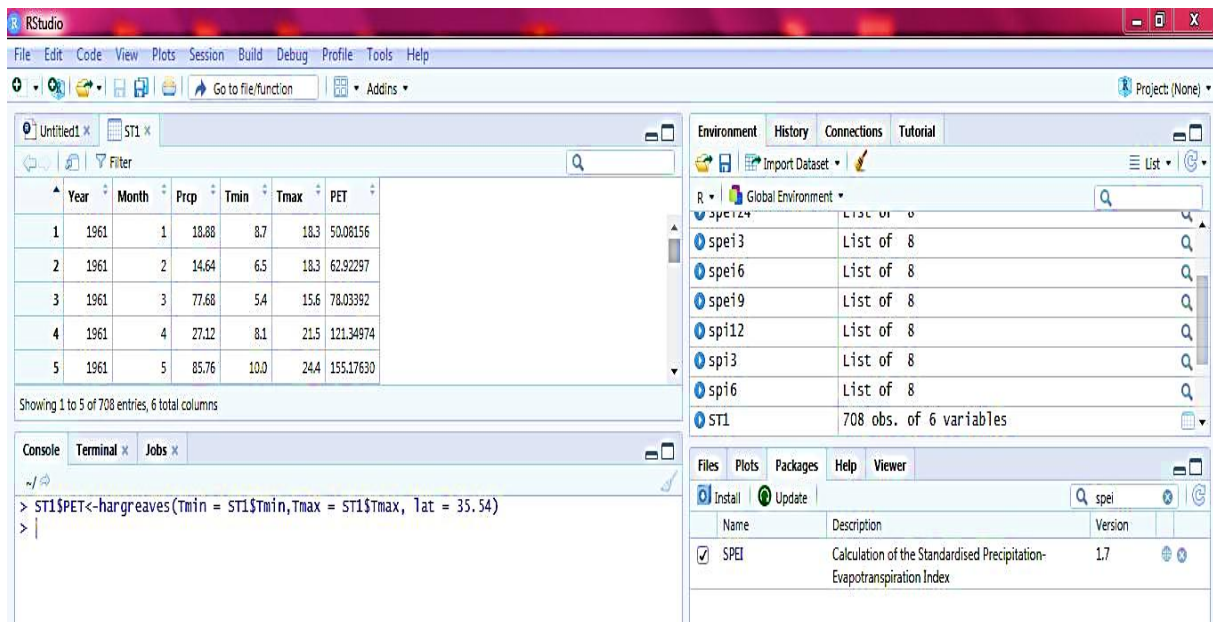 RStudio
File Edit Code View Plots Session Build Debug Profile Tools Help
Go to file/function Addins Project: (None)
Untitled1 ST1
Filter
Year Month Prcp Tmin Tmax PET
1 1961 1 18.88 8.7 18.3 50.08156
2 1961 2 14.64 6.5 18.3 62.92297
3 1961 3 77.68 5.4 15.6 78.03392
4 1961 4 27.12 8.1 21.5 121.34974
5 1961 5 85.76 10.0 24.4 155.17630
Showing 1 to 5 of 708 entries, 6 total columns
Console Terminal Jobs
~/
> ST1$PET<-hargreaves(Tmin = ST1$Tmin,Tmax = ST1$Tmax, lat = 35.54)
>
Environment History Connections Tutorial
Import Dataset List
R Global Environment
spei24 List of 8
spei3 List of 8
spei6 List of 8
spei9 List of 8
spi12 List of 8
spi3 List of 8
spi6 List of 8
ST1 708 obs. of 6 variables
Files Plots Packages Help Viewer
Install Update spei
Name Description Version
SPEI Calculation of the Standardised Precipitation- 1.7
Evapotranspiration Index